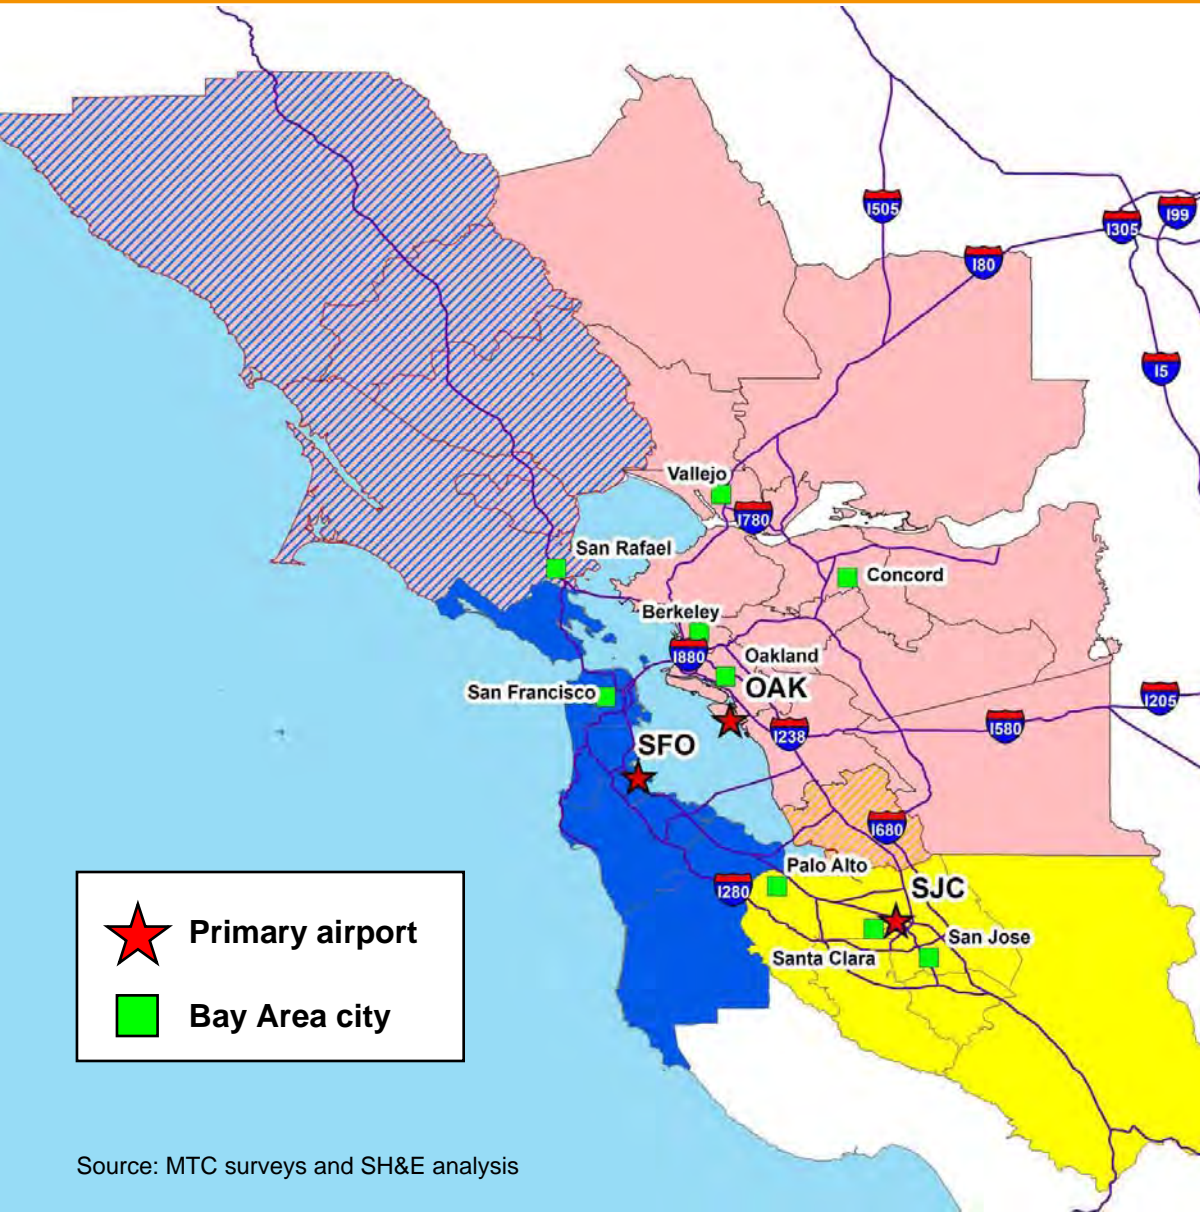 I505
I99
I305
I80
I5
Vallejo
I780
San Rafael
Concord
Berkeley
I880
Oakland
OAK
San Francisco
I205
I580
I238
SFO
I680
Palo Alto
I280
SJC
San Jose
Santa Clara
Primary airport
Bay Area city
Source: MTC surveys and SH&E analysis